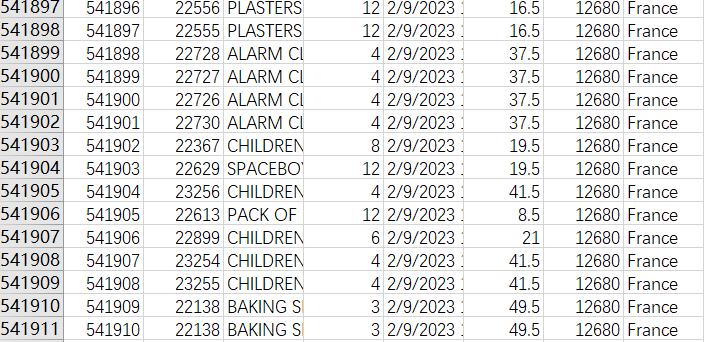 541897 541896 22556 PLASTERS 12 2/9/2023 16.5 12680 France
541898 541897 22555 PLASTERS 12 2/9/2023 16.5 12680 France
541899 541898 22728 ALARM CL 4 2/9/2023 37.5 12680 France
541900 541899 22727 ALARM CL 4 2/9/2023 37.5 12680 France
541901 541900 22726 ALARM CL 4 2/9/2023 37.5 12680 France
541902 541901 22730 ALARM CL 4 2/9/2023 37.5 12680 France
541903 541902 22367 CHILDREN 8 2/9/2023 19.5 12680 France
541904 541903 22629 SPACEBOY 12 2/9/2023 19.5 12680 France
541905 541904 23256 CHILDREN 4 2/9/2023 41.5 12680 France
541906 541905 22613 PACK OF 12 2/9/2023 8.5 12680 France
541907 541906 22899 CHILDREN 6 2/9/2023 21 12680 France
541908 541907 23254 CHILDREN 4 2/9/2023 41.5 12680 France
541909 541908 23255 CHILDREN 4 2/9/2023 41.5 12680 France
541910 541909 22138 BAKING S 3 2/9/2023 49.5 12680 France
541911 541910 22138 BAKING S 3 2/9/2023 49.5 12680 France